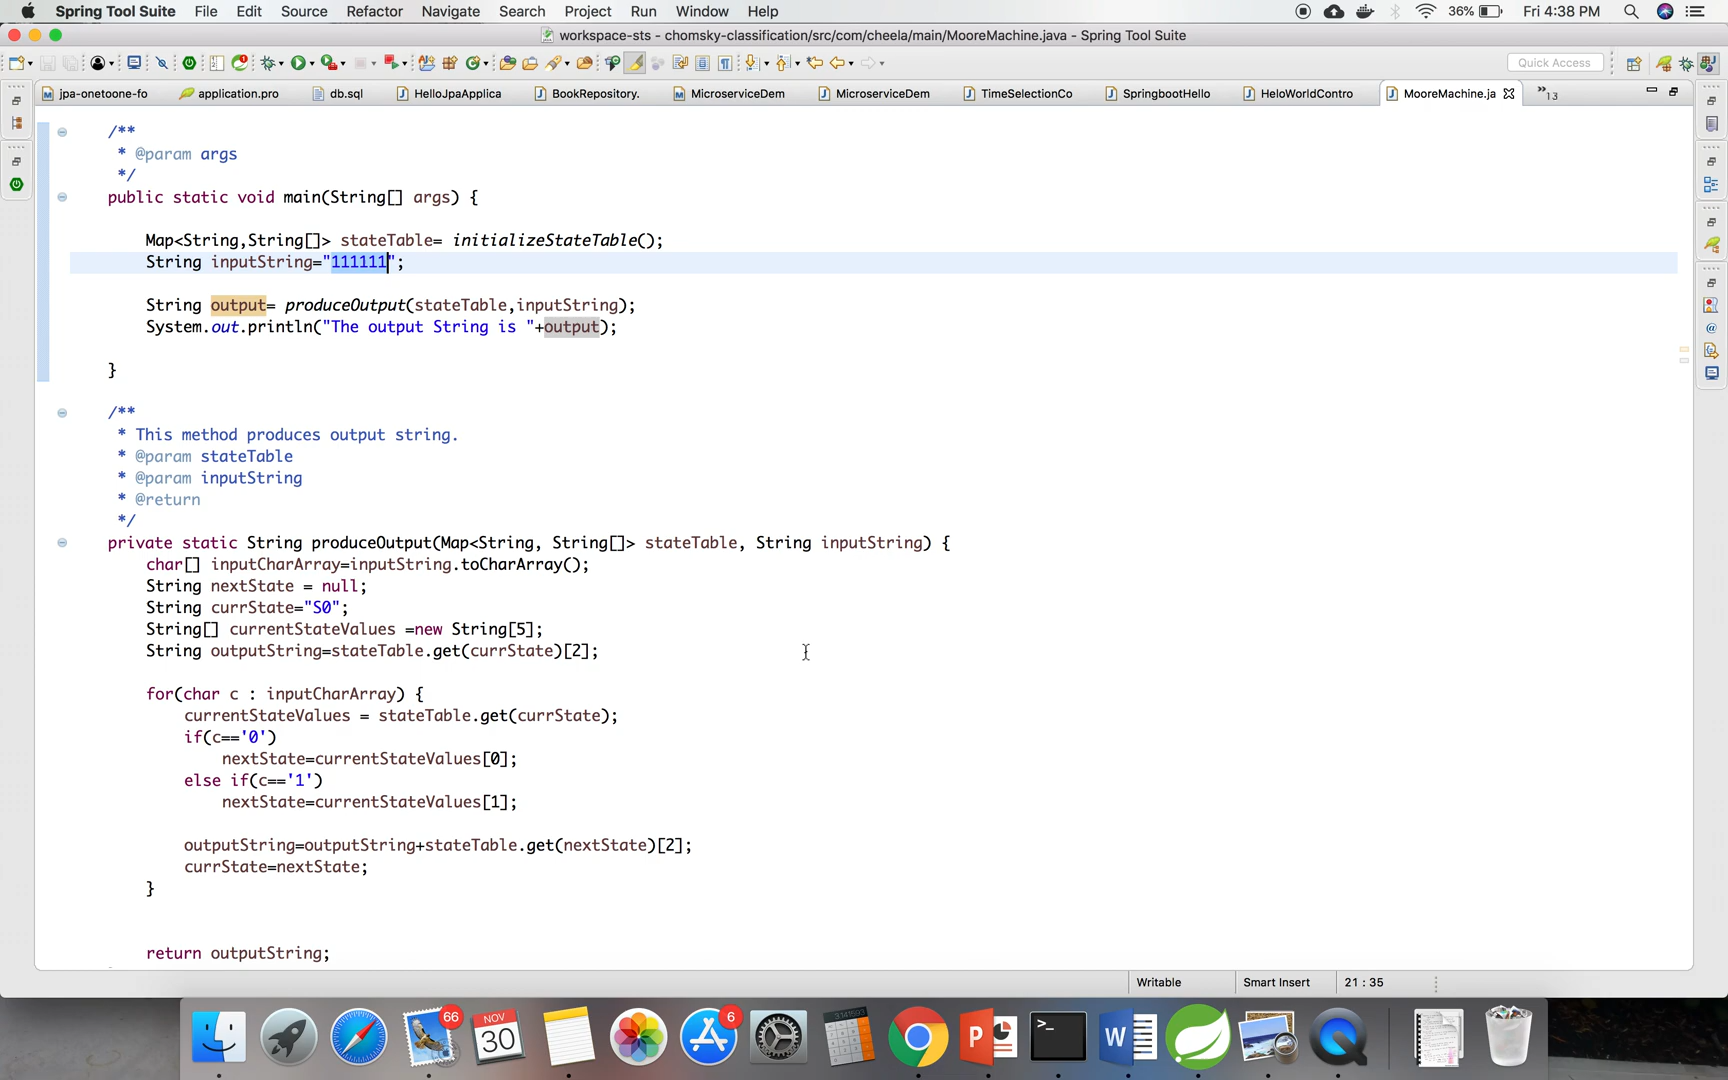 Spring Tool Suite File Edit Source Refactor Navigate Search Project Run Window Help 36% Fri 4:38 PM
workspace-sts - chomsky-classification/src/com/cheela/main/MooreMachine.java - Spring Tool Suite
Quick Access
jpa-onetoone-fo application.pro db.sql HelloJpaApplica BookRepository. MicroserviceDem MicroserviceDem TimeSelectionCo SpringbootHello HeloWorldContro MooreMachine.ja »13
/**
* @param args
*/
public static void main(String[] args) {
Map<String,String[]> stateTable= initializeStateTable();
String inputString="111111";
String output= produceOutput(stateTable,inputString);
System.out.println("The output String is "+output);
}
/**
* This method produces output string.
* @param stateTable
* @param inputString
* @return
*/
private static String produceOutput(Map<String, String[]> stateTable, String inputString) {
char[] inputCharArray=inputString.toCharArray();
String nextState = null;
String currState="S0";
String[] currentStateValues =new String[5];
String outputString=stateTable.get(currState)[2];
for(char c : inputCharArray) {
currentStateValues = stateTable.get(currState);
if(c=='0')
nextState=currentStateValues[0];
else if(c=='1')
nextState=currentStateValues[1];
outputString=outputString+stateTable.get(nextState)[2];
currState=nextState;
}
return outputString;
Writable Smart Insert 21 : 35
66
NOV
30
6
3.141593
P
>_
W